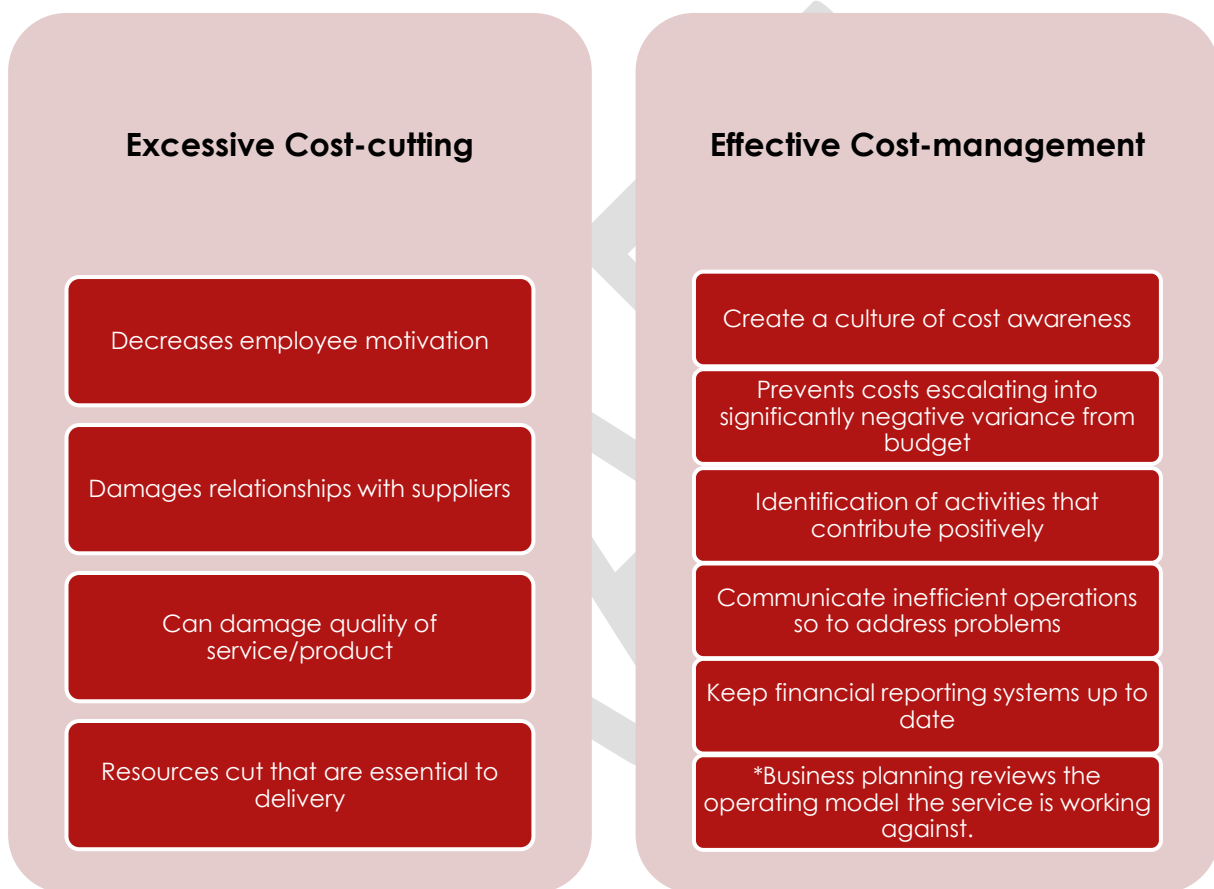 Excessive Cost-cutting
Decreases employee motivation
Damages relationships with suppliers
Can damage quality of
service/product
Resources cut that are essential to
delivery
Effective Cost-management
Create a culture of cost awareness
Prevents costs escalating into
significantly negative variance from
budget
Identification of activities that
contribute positively
Communicate inefficient operations
so to address problems
Keep financial reporting systems up to
date
*Business planning reviews the
operating model the service is working
against.